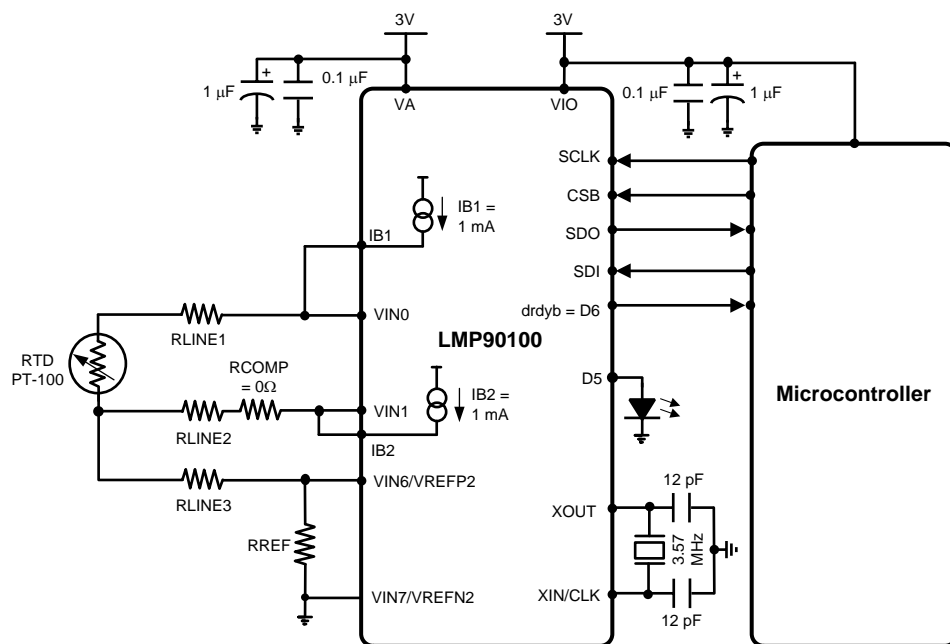 3V
3V
1 µF
+
0.1 µF
0.1 µF
+
1 µF
VA
VIO
SCLK
CSB
SDO
SDI
drdyb = D6
IB1 =
1 mA
IB1
VIN0
LMP90100
RLINE1
RTD
PT-100
RCOMP
= 0Ω
IB2 =
1 mA
D5
Microcontroller
VIN1
RLINE2
IB2
VIN6/VREFP2
RLINE3
12 pF
XOUT
3.57
MHz
RREF
VIN7/VREFN2
XIN/CLK
12 pF